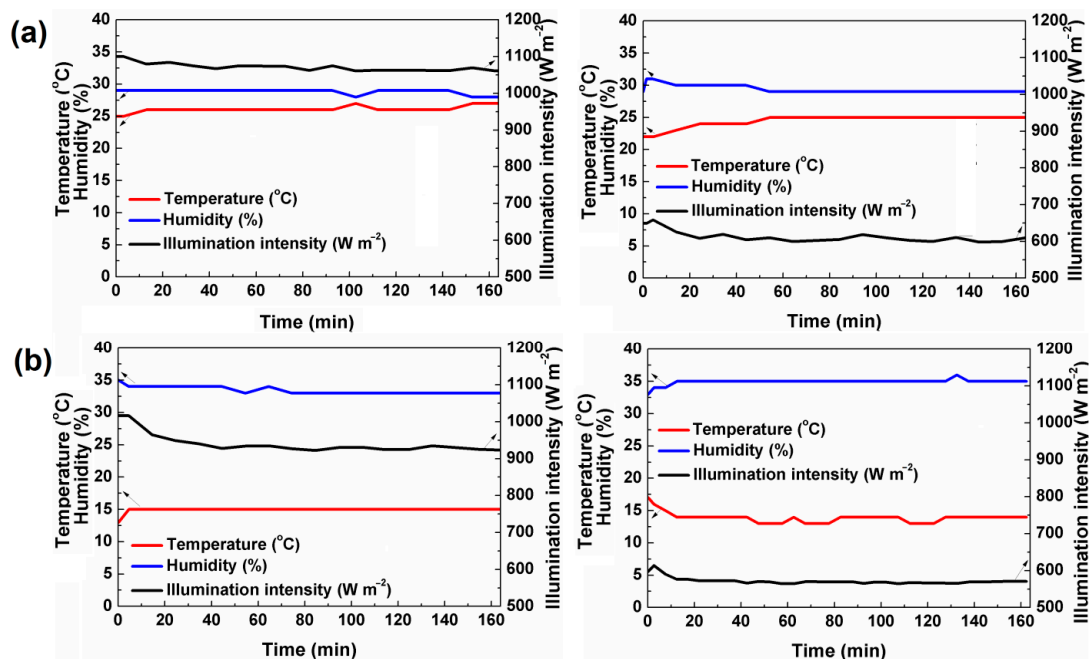 (a)
Temperature (°C)
Humidity (%)
40
35
30
25
20
15
10
5
0
Temperature (°C)
Humidity (%)
Illumination intensity (W m⁻²)
1200
1100
1000
900
800
700
600
500
Illumination intensity (W m⁻²)
0 20 40 60 80 100 120 140 160
Time (min)
Temperature (°C)
Humidity (%)
40
35
30
25
20
15
10
5
0
Temperature (°C)
Humidity (%)
Illumination intensity (W m⁻²)
1200
1100
1000
900
800
700
600
500
Illumination intensity (W m⁻²)
0 20 40 60 80 100 120 140 160
Time (min)
(b)
Temperature (°C)
Humidity (%)
40
35
30
25
20
15
10
5
0
Temperature (°C)
Humidity (%)
Illumination intensity (W m⁻²)
1200
1100
1000
900
800
700
600
500
Illumination intensity (W m⁻²)
0 20 40 60 80 100 120 140 160
Time (min)
Temperature (°C)
Humidity (%)
40
35
30
25
20
15
10
5
0
Temperature (°C)
Humidity (%)
Illumination intensity (W m⁻²)
1200
1100
1000
900
800
700
600
500
Illumination intensity (W m⁻²)
0 20 40 60 80 100 120 140 160
Time (min)